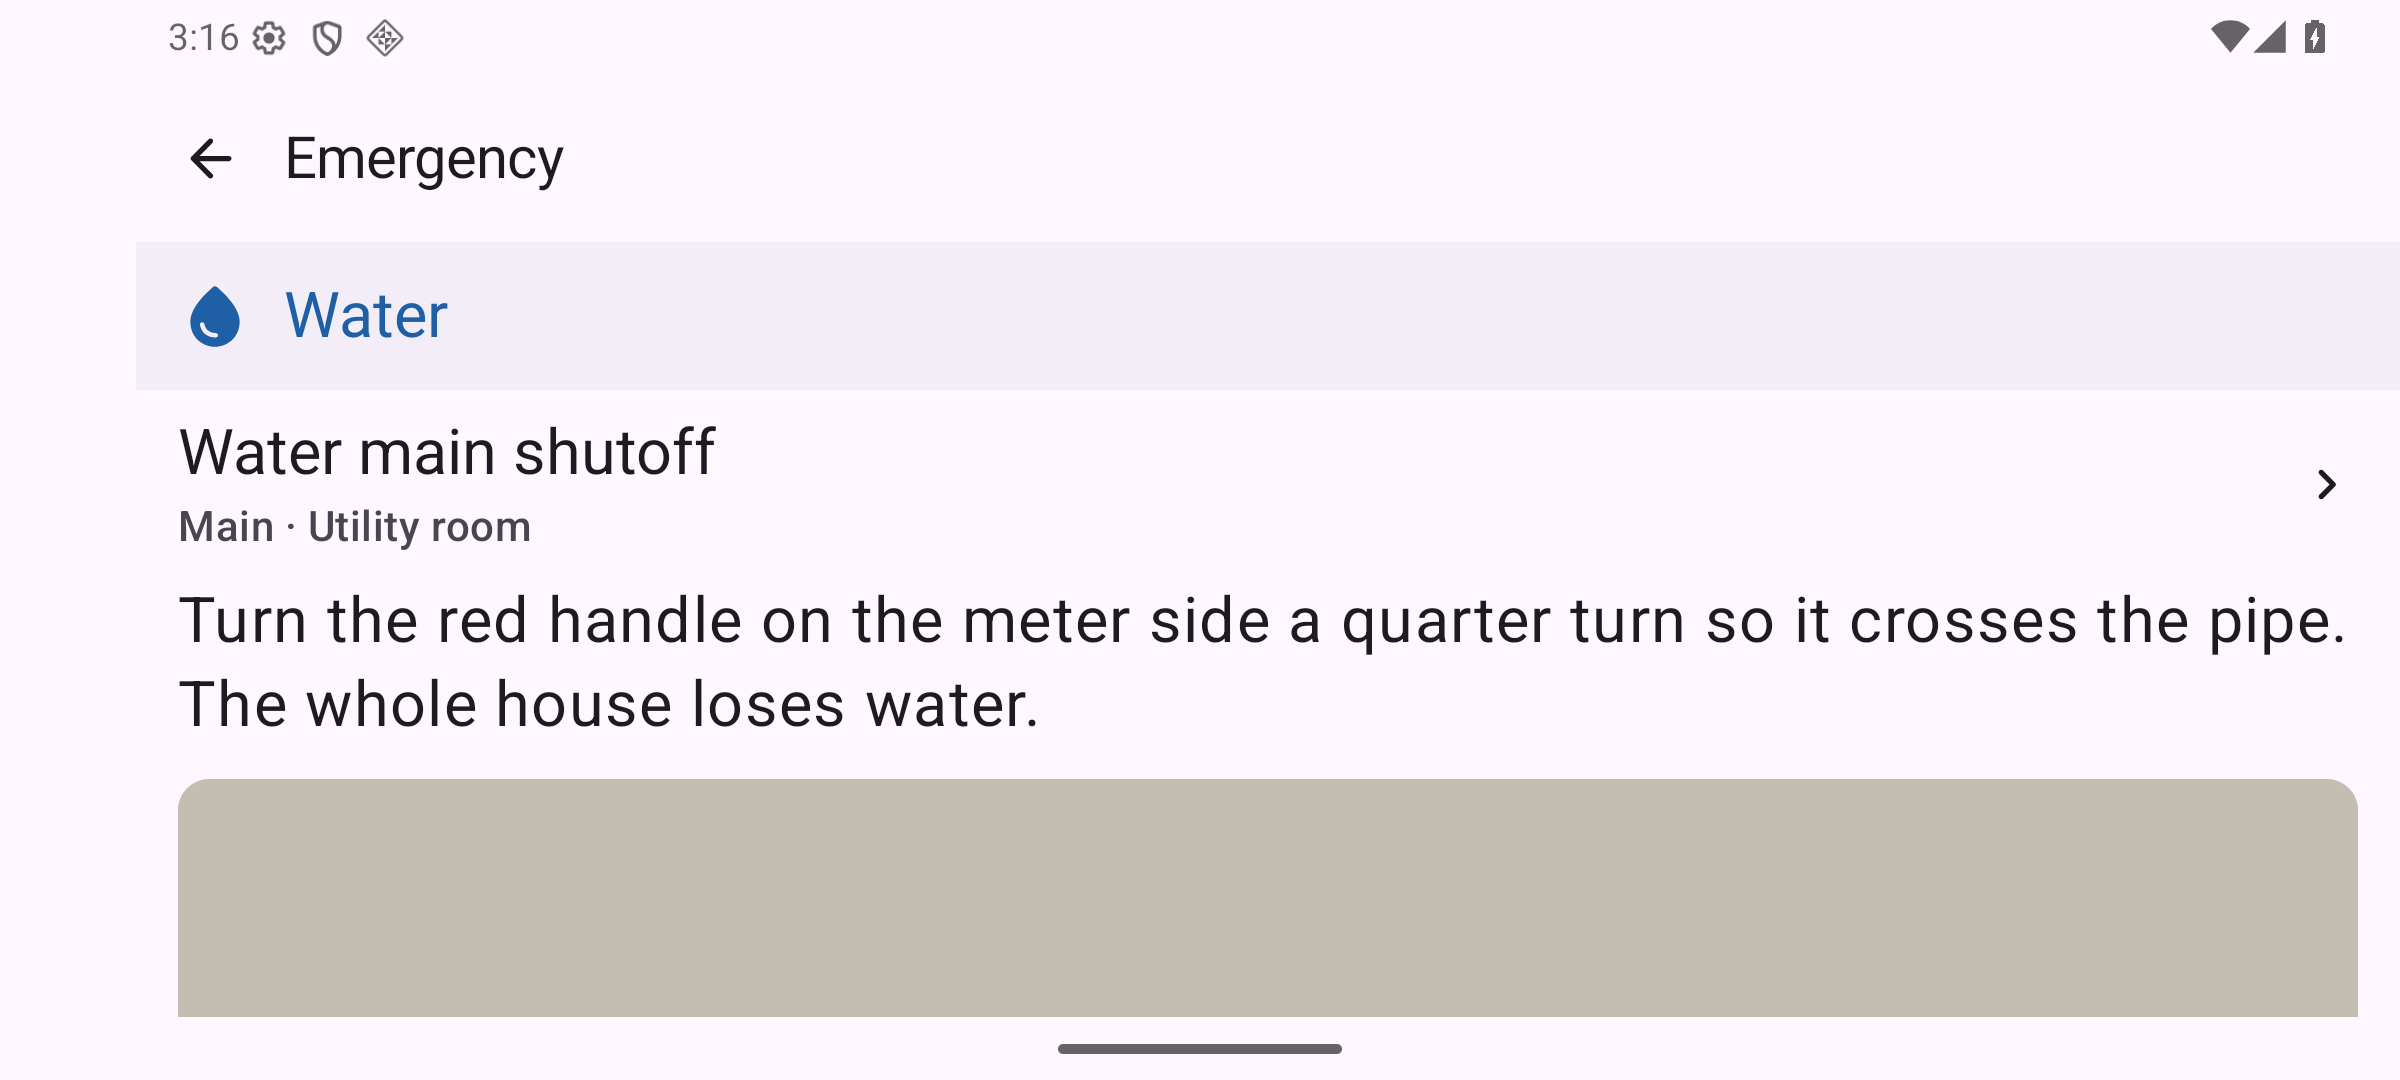 3:16
Emergency
Water
Water main shutoff
Main · Utility room
Turn the red handle on the meter side a quarter turn so it crosses the pipe.
The whole house loses water.